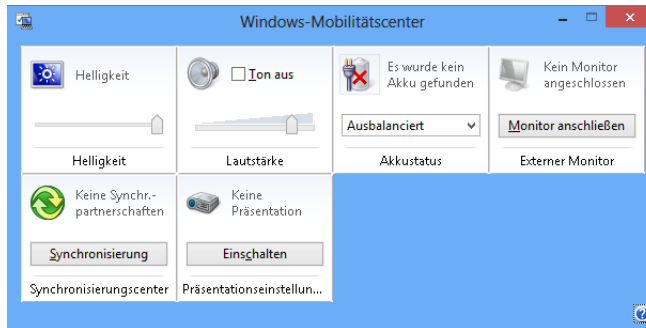 Windows-Mobilitätscenter
Helligkeit
Helligkeit
Ton aus
Lautstärke
Es wurde kein
Akku gefunden
Ausbalanciert
Akkustatus
Kein Monitor
angeschlossen
Monitor anschließen
Externer Monitor
Keine Synchr.-
partnerschaften
Synchronisierung
Synchronisierungscenter
Keine
Präsentation
Einschalten
Präsentationseinstellun...